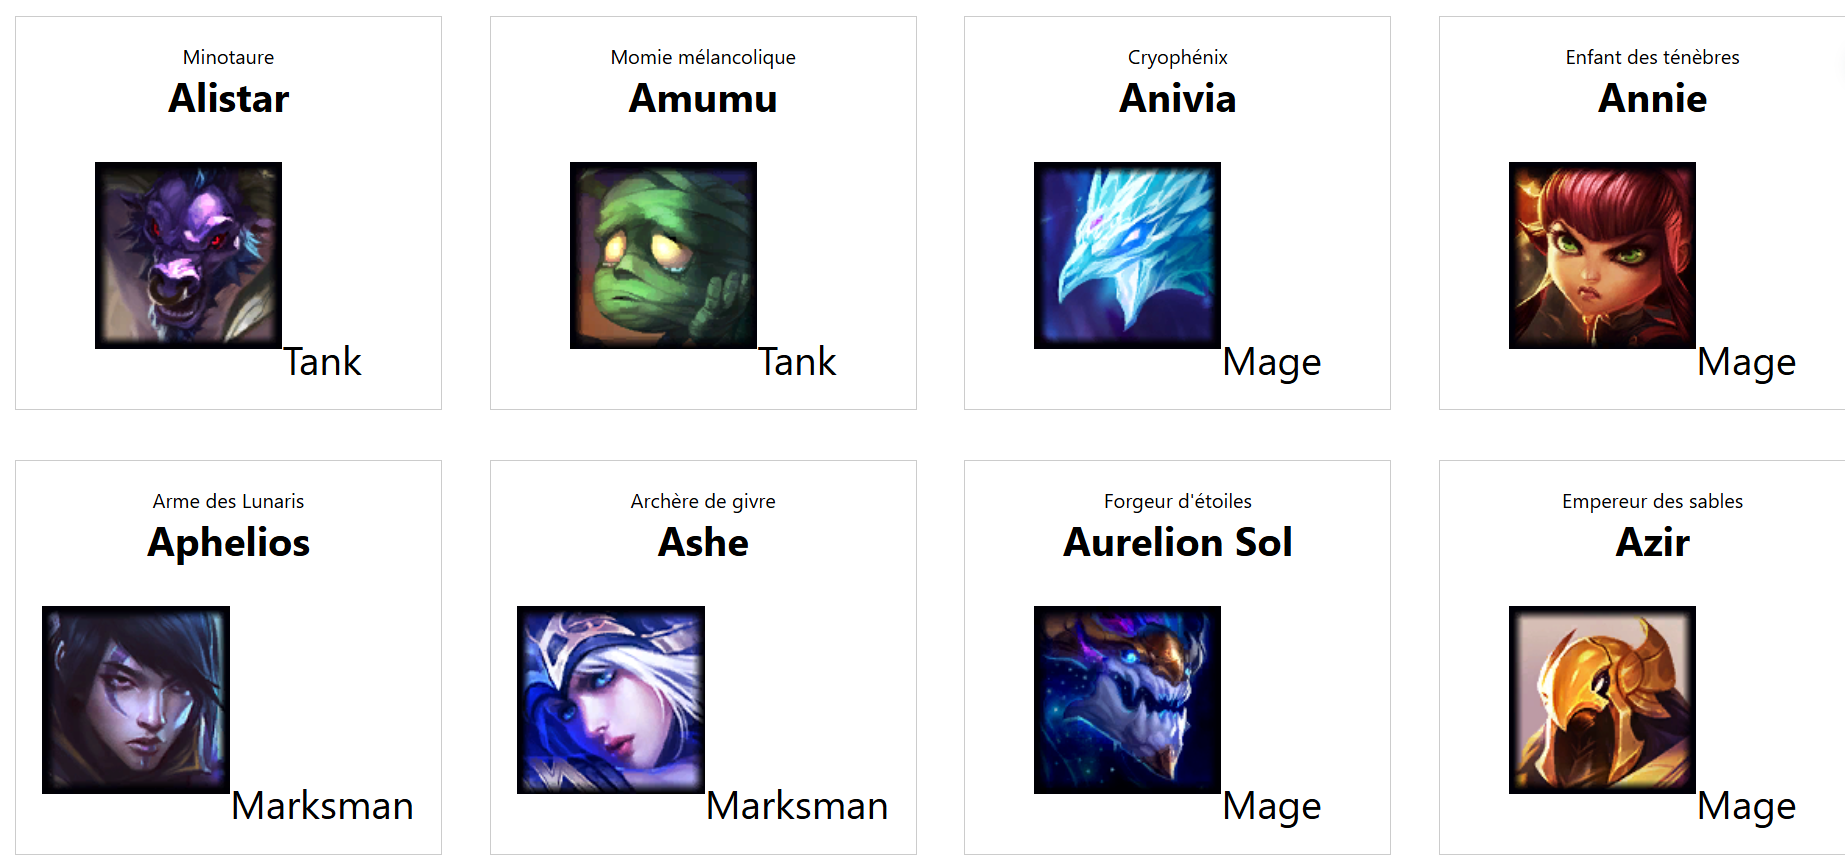 Minotaure
Alistar
Tank
Momie mélancolique
Amumu
Tank
Cryophénix
Anivia
Mage
Enfant des ténèbres
Annie
Mage
Arme des Lunaris
Aphelios
Marksman
Archère de givre
Ashe
Marksman
Forgeur d'étoiles
Aurelion Sol
Mage
Empereur des sables
Azir
Mage